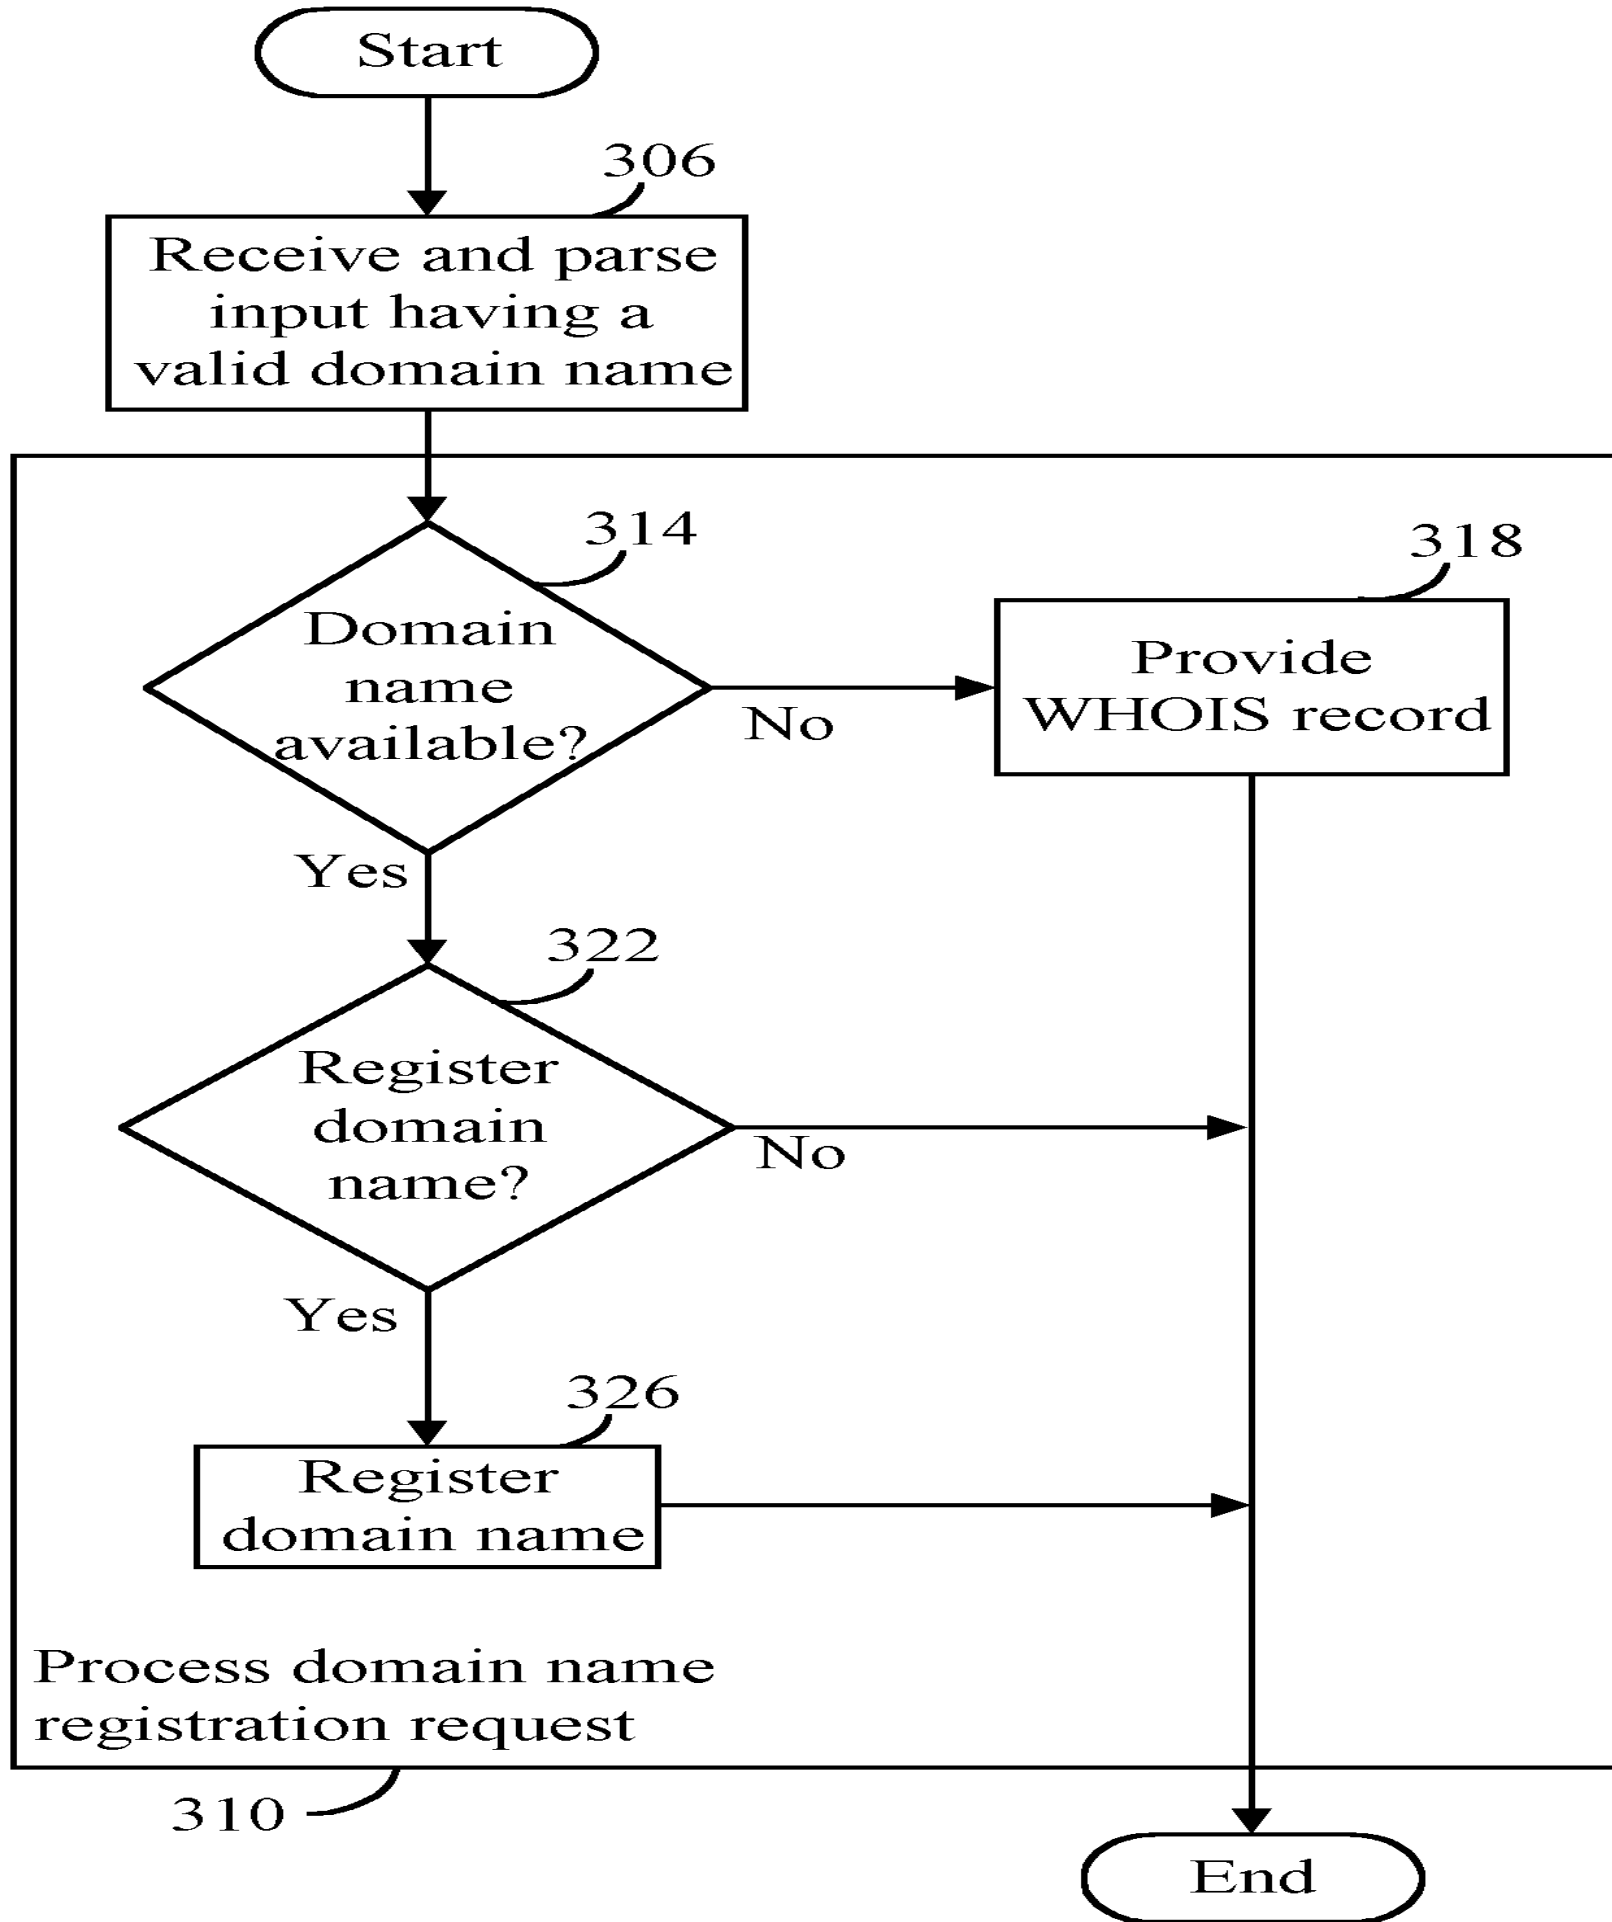 Start
306
Receive and parse
input having a
valid domain name
314
318
Domain
name
available?
No
Provide
WHOIS record
Yes
322
Register
domain
name?
No
Yes
326
Register
domain name
Process domain name
registration request
310
End